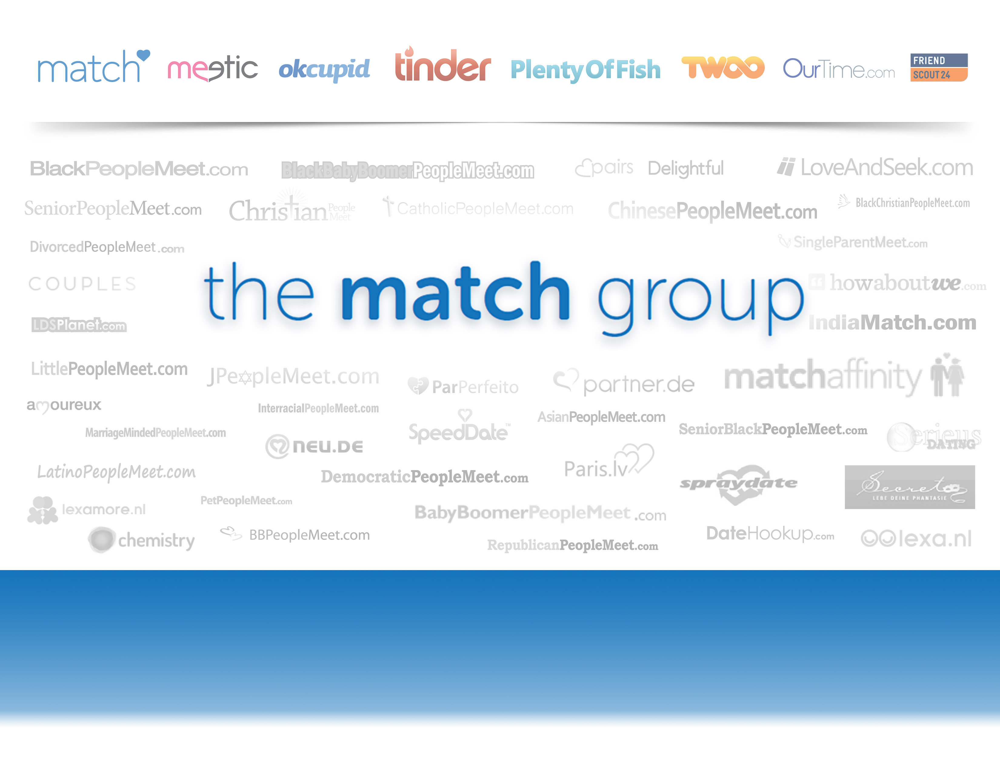 match meetic okcupid tinder PlentyOfFish TWOO OurTime.com FRIEND SCOUT24
BlackPeopleMeet.com BlackBabyBoomerPeopleMeet.com pairs Delightful LoveAndSeek.com
SeniorPeopleMeet.com Christian People Meet CatholicPeopleMeet.com ChinesePeopleMeet.com BlackChristianPeopleMeet.com
DivorcedPeopleMeet.com SingleParentMeet.com
COUPLES howaboutwe.com
the match group
LDSPlanet.com IndiaMatch.com
LittlePeopleMeet.com JPeopleMeet.com ParPerfeito partner.de matchaffinity
amoureux InterracialPeopleMeet.com AsianPeopleMeet.com
MarriageMindedPeopleMeet.com SpeedDate™ SeniorBlackPeopleMeet.com Serieus DATING
NEU.DE
LatinoPeopleMeet.com DemocraticPeopleMeet.com Paris.lv spraydate Secret
LEBE DEINE PHANTASIE
lexamore.nl PetPeopleMeet.com BabyBoomerPeopleMeet.com
chemistry BBPeopleMeet.com RepublicanPeopleMeet.com DateHookup.com lexa.nl